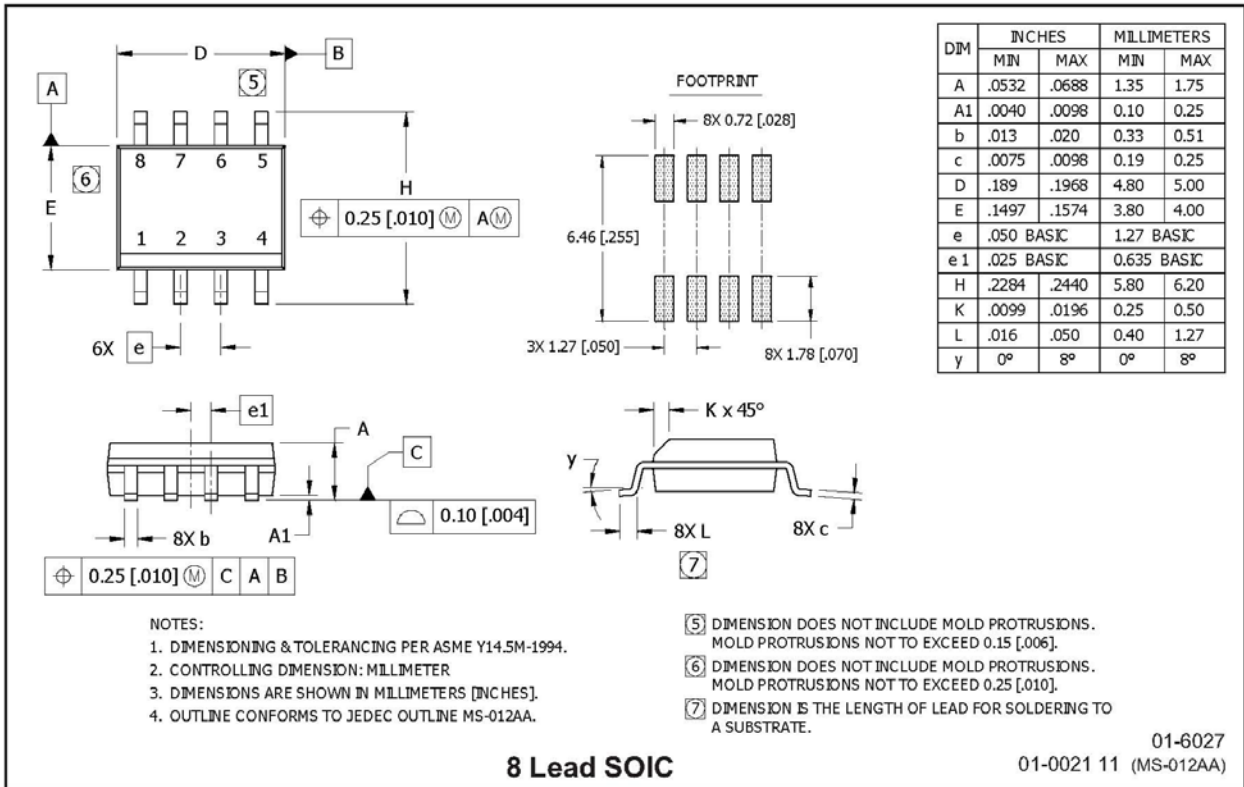 D
B
5
A
8 7 6 5
6
E
H
⌖ 0.25 [.010] Ⓜ AⓂ
1 2 3 4
6X e
FOOTPRINT
8X 0.72 [.028]
6.46 [.255]
3X 1.27 [.050]
8X 1.78 [.070]
DIM INCHES MILLIMETERS
MIN MAX MIN MAX
A .0532 .0688 1.35 1.75
A1 .0040 .0098 0.10 0.25
b .013 .020 0.33 0.51
c .0075 .0098 0.19 0.25
D .189 .1968 4.80 5.00
E .1497 .1574 3.80 4.00
e .050 BASIC 1.27 BASIC
e 1 .025 BASIC 0.635 BASIC
H .2284 .2440 5.80 6.20
K .0099 .0196 0.25 0.50
L .016 .050 0.40 1.27
y 0° 8° 0° 8°
e1
A
C
0.10 [.004]
A1
8X b
⌖ 0.25 [.010] Ⓜ C A B
K x 45°
y
8X L
8X c
7
NOTES:
1. DIMENSIONING & TOLERANCING PER ASME Y14.5M-1994.
2. CONTROLLING DIMENSION: MILLIMETER
3. DIMENSIONS ARE SHOWN IN MILLIMETERS [INCHES].
4. OUTLINE CONFORMS TO JEDEC OUTLINE MS-012AA.
5 DIMENSION DOES NOT INCLUDE MOLD PROTRUSIONS.
MOLD PROTRUSIONS NOT TO EXCEED 0.15 [.006].
6 DIMENSION DOES NOT INCLUDE MOLD PROTRUSIONS.
MOLD PROTRUSIONS NOT TO EXCEED 0.25 [.010].
7 DIMENSION IS THE LENGTH OF LEAD FOR SOLDERING TO
A SUBSTRATE.
8 Lead SOIC
01-6027
01-0021 11 (MS-012AA)